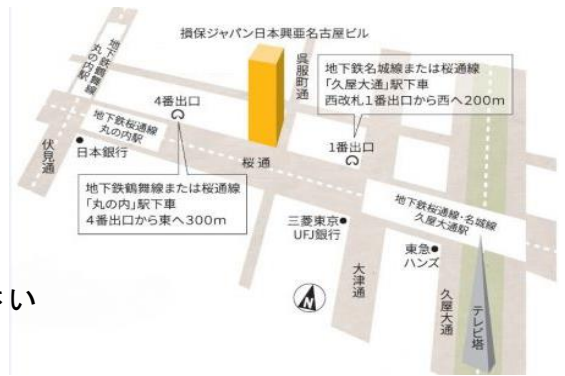 損保ジャパン日本興亜名古屋ビル
地下鉄鶴舞線
丸の内駅
呉服町通
地下鉄名城線または桜通線
「久屋大通」駅下車
西改札1番出口から西へ200m
4番出口
地下鉄桜通線
丸の内駅
1番出口
伏見通
日本銀行
桜通
地下鉄鶴舞線または桜通線
「丸の内」駅下車
4番出口から東へ300m
地下鉄桜通線・名城線
久屋大通駅
三菱東京
UFJ銀行
東急
ハンズ
大津通
久屋大通
テレビ塔
N
い